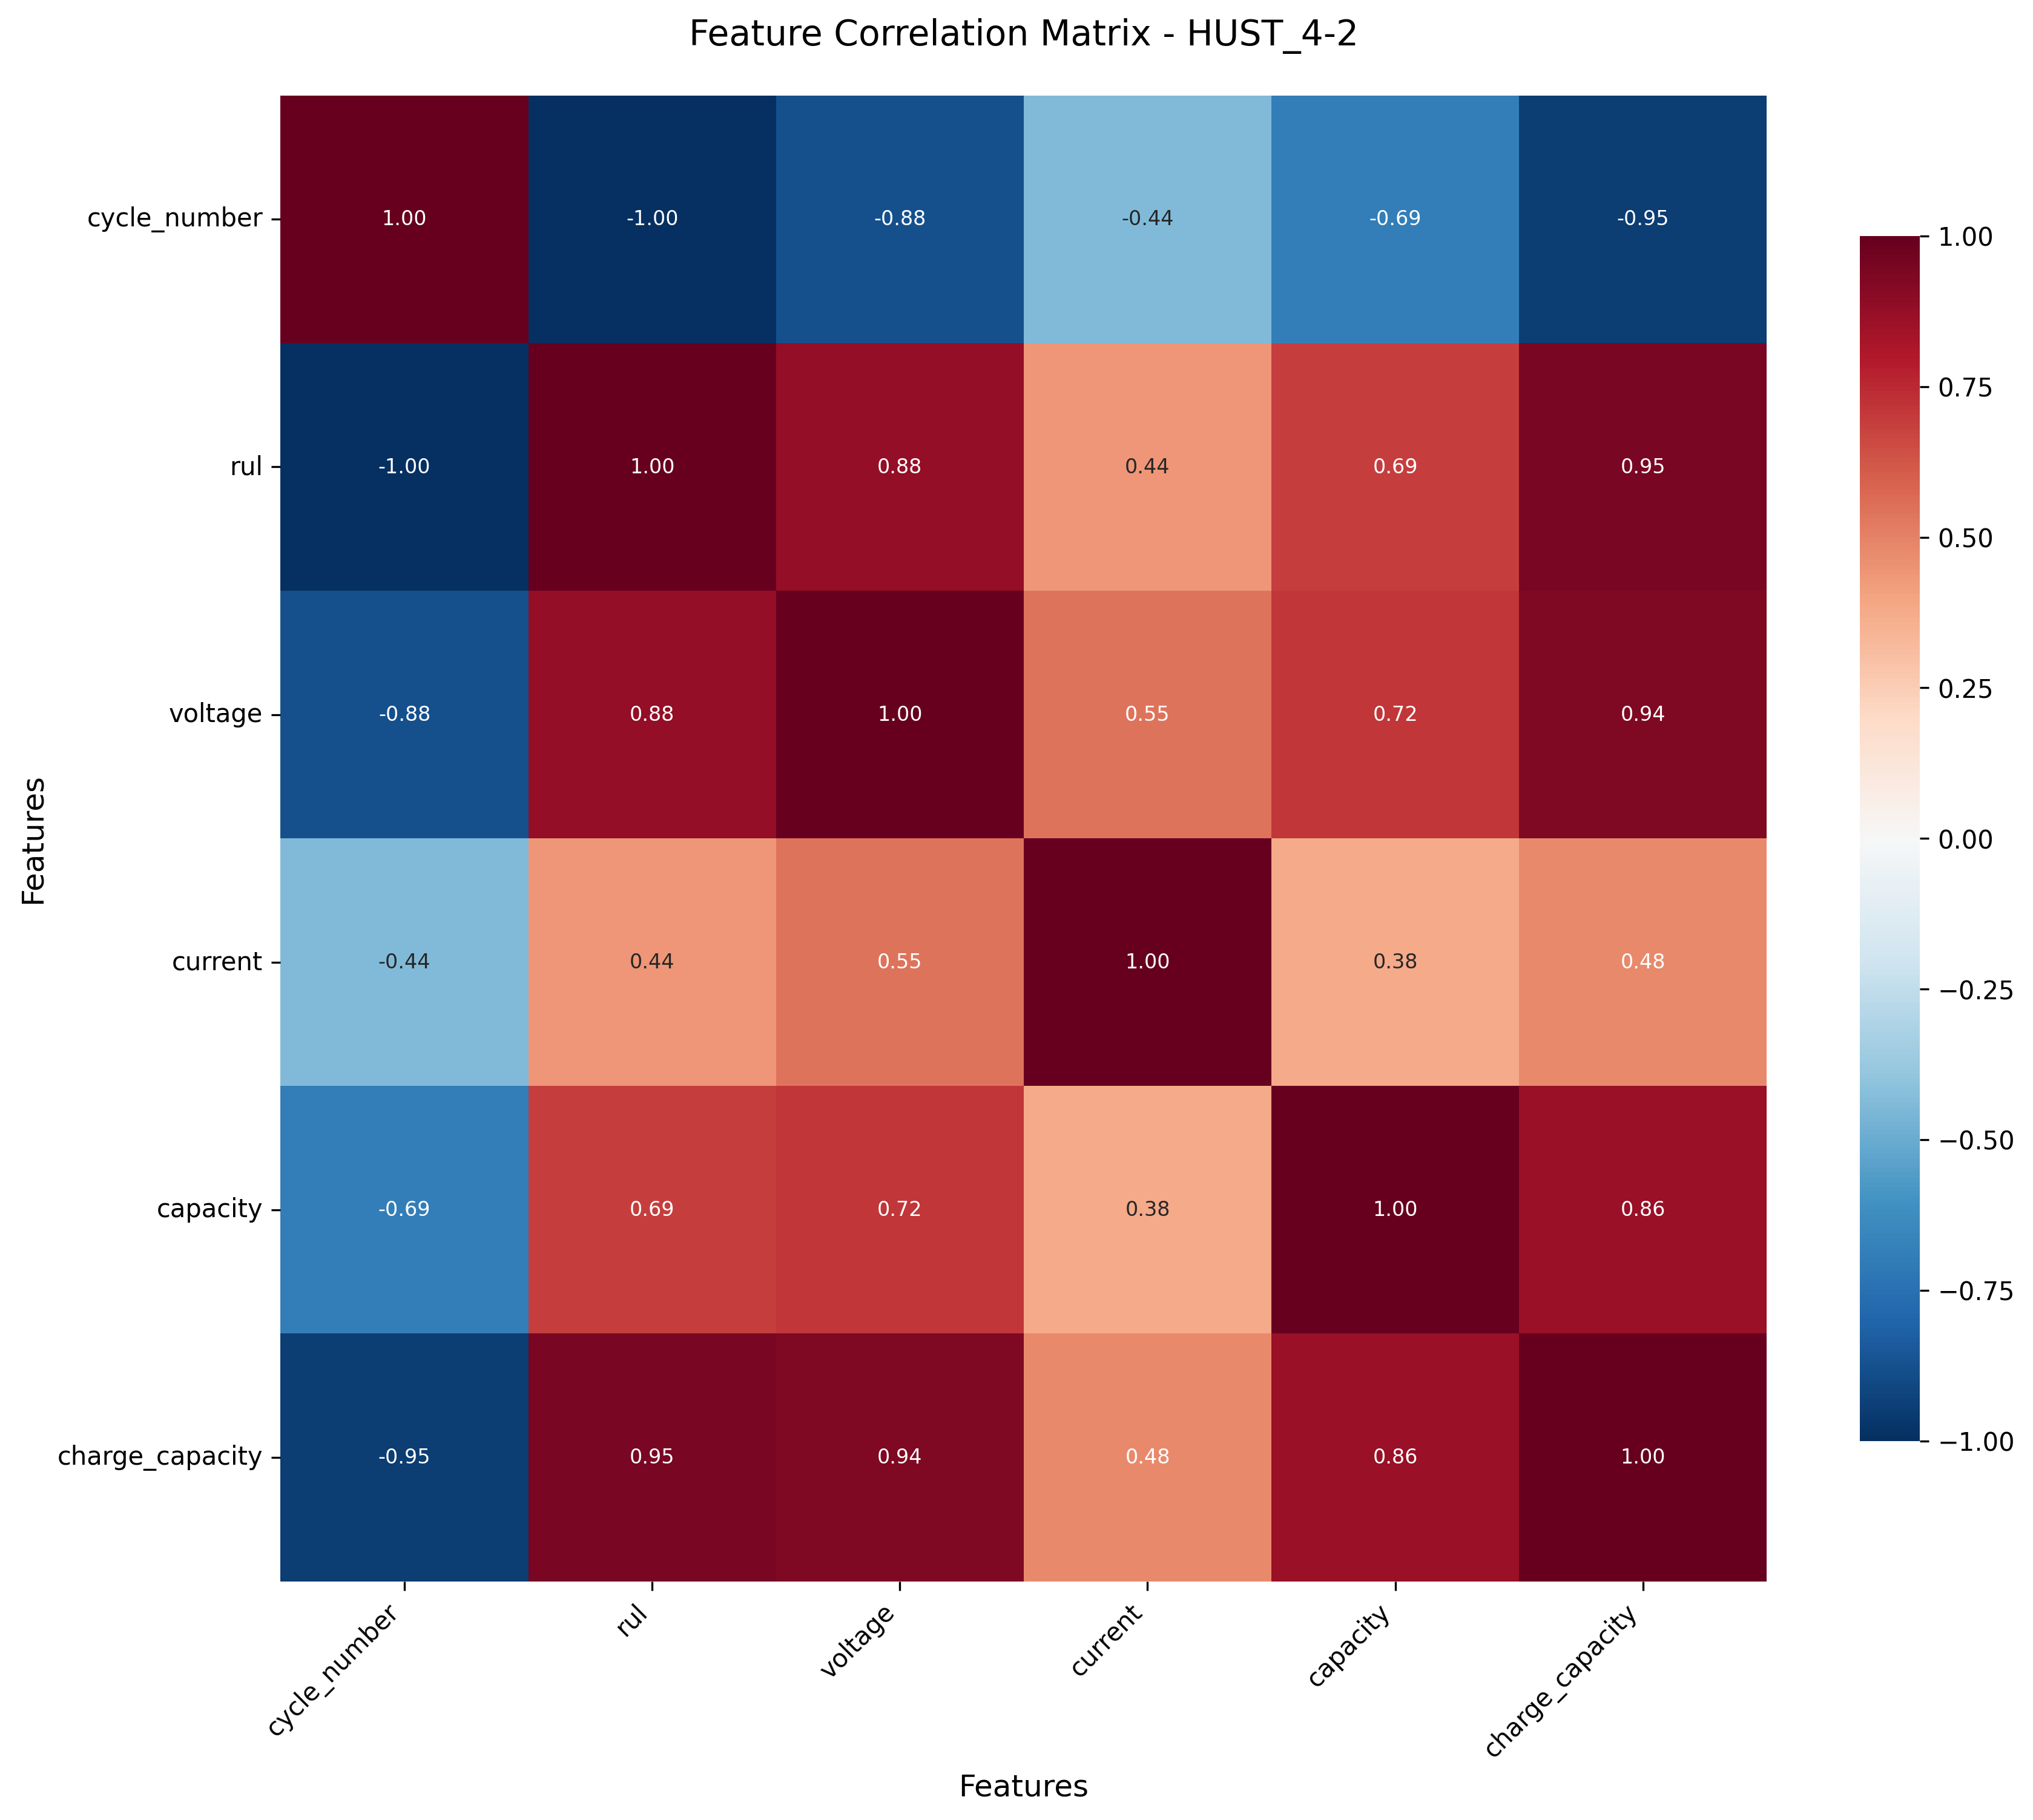 Feature Correlation Matrix - HUST_4-2
Features
cycle_number 1.00 -1.00 -0.88 -0.44 -0.69 -0.95
rul -1.00 1.00 0.88 0.44 0.69 0.95
voltage -0.88 0.88 1.00 0.55 0.72 0.94
current -0.44 0.44 0.55 1.00 0.38 0.48
capacity -0.69 0.69 0.72 0.38 1.00 0.86
charge_capacity -0.95 0.95 0.94 0.48 0.86 1.00
cycle_number rul voltage current capacity charge_capacity
Features
1.00
0.75
0.50
0.25
0.00
−0.25
−0.50
−0.75
−1.00